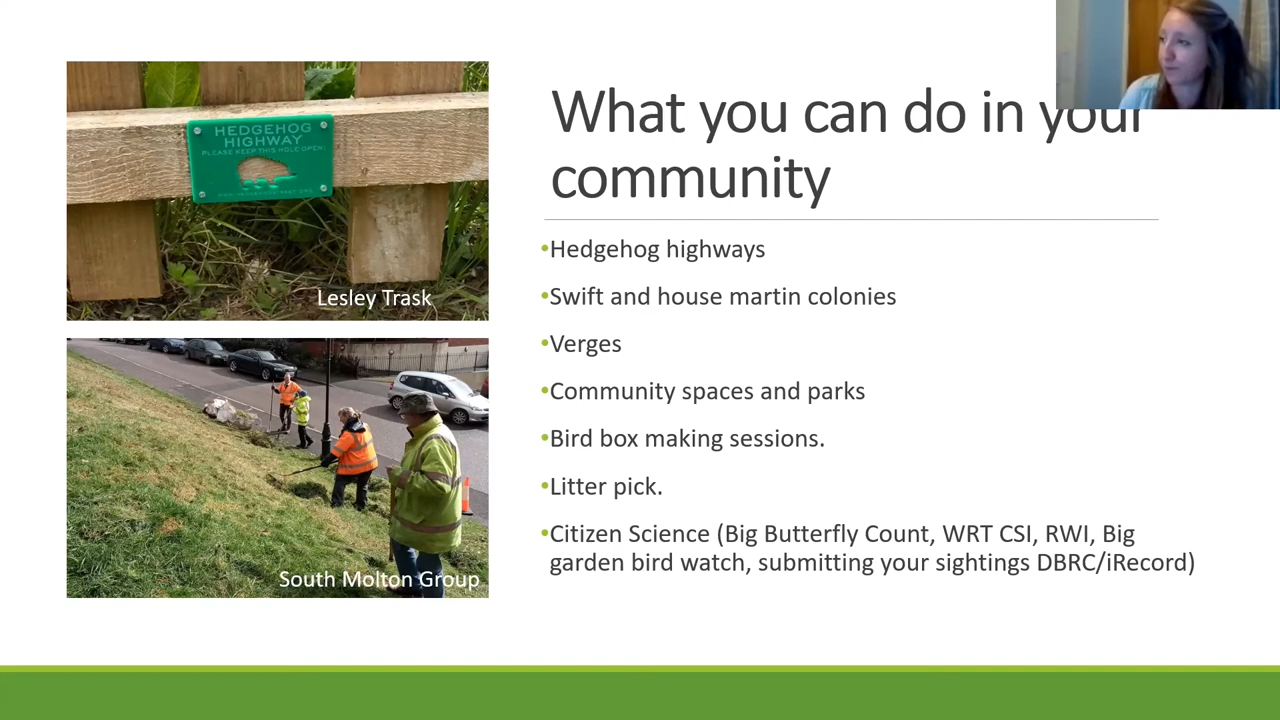 HEDGEHOG
HIGHWAY
PLEASE KEEP THIS HOLE OPEN!
Lesley Trask
South Molton Group
What you can do in your
community
•Hedgehog highways
•Swift and house martin colonies
•Verges
•Community spaces and parks
•Bird box making sessions.
•Litter pick.
•Citizen Science (Big Butterfly Count, WRT CSI, RWI, Big
garden bird watch, submitting your sightings DBRC/iRecord)